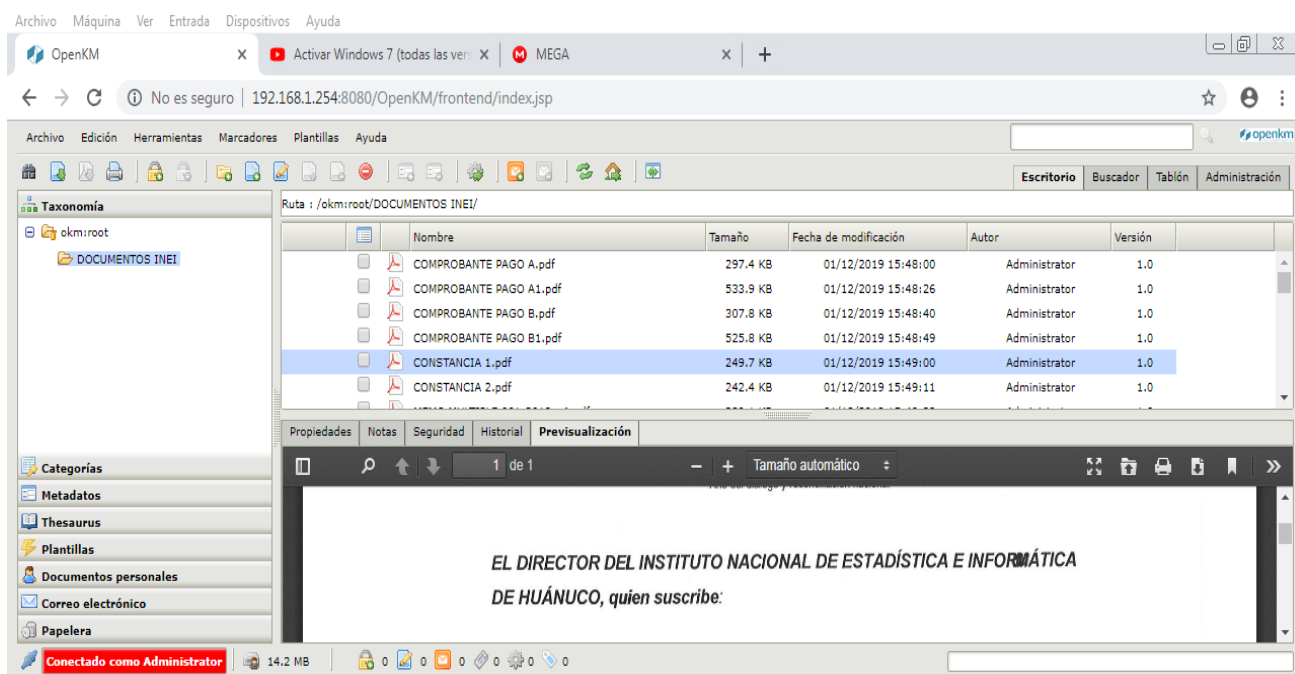 Archivo Máquina Ver Entrada Dispositivos Ayuda
OpenKM
Activar Windows 7 (todas las vers
MEGA
No es seguro 192.168.1.254:8080/OpenKM/frontend/index.jsp
Archivo Edición Herramientas Marcadores Plantillas Ayuda
openkm
Escritorio Buscador Tablón Administración
Taxonomía
Ruta : /okm:root/DOCUMENTOS INEI/
okm:root
DOCUMENTOS INEI
Nombre Tamaño Fecha de modificación Autor Versión
COMPROBANTE PAGO A.pdf 297.4 KB 01/12/2019 15:48:00 Administrator 1.0
COMPROBANTE PAGO A1.pdf 533.9 KB 01/12/2019 15:48:26 Administrator 1.0
COMPROBANTE PAGO B.pdf 307.8 KB 01/12/2019 15:48:40 Administrator 1.0
COMPROBANTE PAGO B1.pdf 525.8 KB 01/12/2019 15:48:49 Administrator 1.0
CONSTANCIA 1.pdf 249.7 KB 01/12/2019 15:49:00 Administrator 1.0
CONSTANCIA 2.pdf 242.4 KB 01/12/2019 15:49:11 Administrator 1.0
Propiedades Notas Seguridad Historial Previsualización
1 de 1 Tamaño automático
Categorías
Metadatos
Thesaurus
Plantillas
Documentos personales
Correo electrónico
Papelera
EL DIRECTOR DEL INSTITUTO NACIONAL DE ESTADÍSTICA E INFORMÁTICA
DE HUÁNUCO, quien suscribe:
Conectado como Administrator 14.2 MB 0 0 0 0 0 0